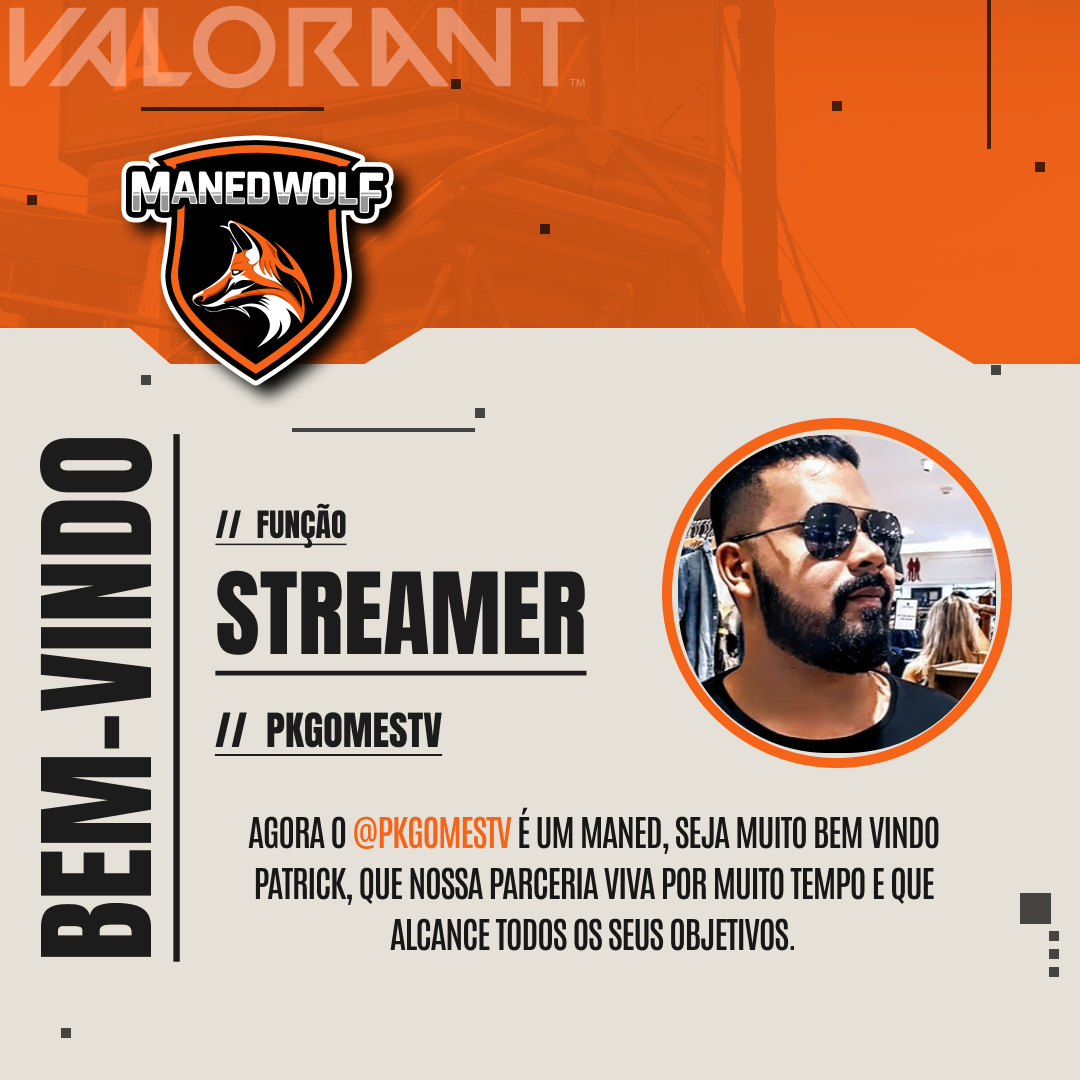 VALORANT
TM
MANEDWOLF
BEM-VINDO
// FUNÇÃO
STREAMER
// PKGOMESTV
AGORA O @PKGOMESTV É UM MANED, SEJA MUITO BEM VINDO
PATRICK, QUE NOSSA PARCERIA VIVA POR MUITO TEMPO E QUE
ALCANCE TODOS OS SEUS OBJETIVOS.